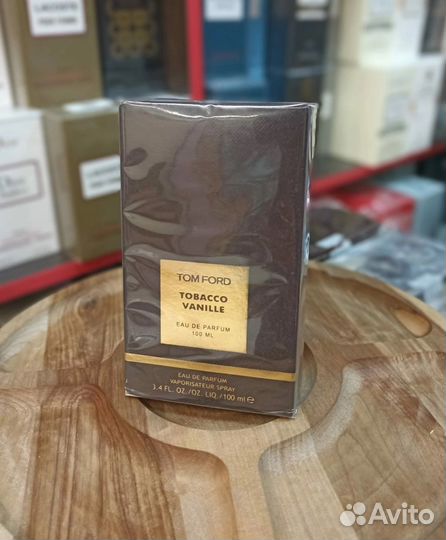 LACOSTE
TOM FORD
TOBACCO
VANILLE
EAU DE PARFUM
100 ML
EAU DE PARFUM
VAPORISATEUR SPRAY
3.4 FL. OZ./OZ. LIQ./100 ml e
Avito